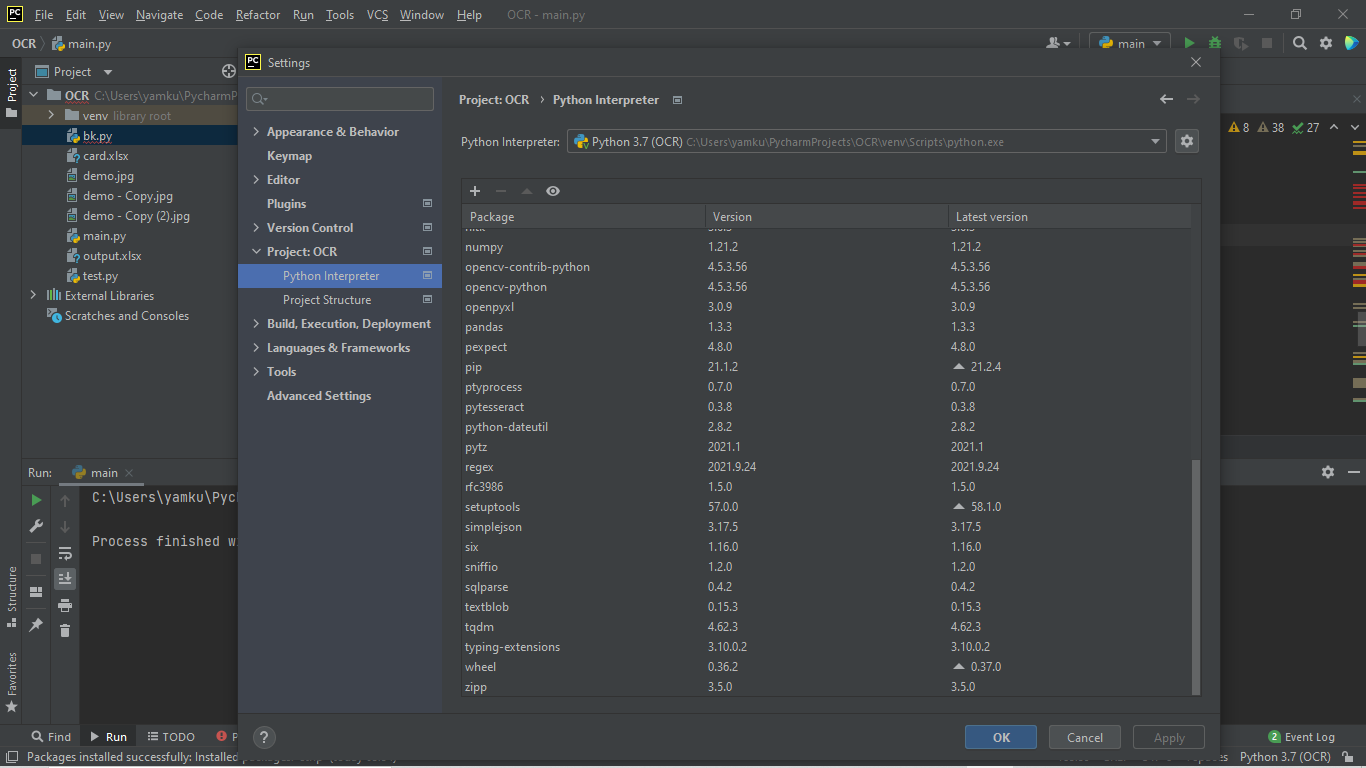 PC File Edit View Navigate Code Refactor Run Tools VCS Window Help OCR - main.py
OCR main.py
main
Project
Project
OCR C:\Users\yamku\PycharmP
venv library root
bk.py
card.xlsx
demo.jpg
demo - Copy.jpg
demo - Copy (2).jpg
main.py
output.xlsx
test.py
External Libraries
Scratches and Consoles
8 38 27
PC Settings
Appearance & Behavior
Keymap
Editor
Plugins
Version Control
Project: OCR
Python Interpreter
Project Structure
Build, Execution, Deployment
Languages & Frameworks
Tools
Advanced Settings
Project: OCR › Python Interpreter
Python Interpreter: Python 3.7 (OCR) C:\Users\yamku\PycharmProjects\OCR\venv\Scripts\python.exe
Package Version Latest version
numpy 1.21.2 1.21.2
opencv-contrib-python 4.5.3.56 4.5.3.56
opencv-python 4.5.3.56 4.5.3.56
openpyxl 3.0.9 3.0.9
pandas 1.3.3 1.3.3
pexpect 4.8.0 4.8.0
pip 21.1.2 21.2.4
ptyprocess 0.7.0 0.7.0
pytesseract 0.3.8 0.3.8
python-dateutil 2.8.2 2.8.2
pytz 2021.1 2021.1
regex 2021.9.24 2021.9.24
rfc3986 1.5.0 1.5.0
setuptools 57.0.0 58.1.0
simplejson 3.17.5 3.17.5
six 1.16.0 1.16.0
sniffio 1.2.0 1.2.0
sqlparse 0.4.2 0.4.2
textblob 0.15.3 0.15.3
tqdm 4.62.3 4.62.3
typing-extensions 3.10.0.2 3.10.0.2
wheel 0.36.2 0.37.0
zipp 3.5.0 3.5.0
? OK Cancel Apply
Run: main
C:\Users\yamku\Pyc
Process finished w
Structure
Favorites
Find Run TODO P
2 Event Log
Packages installed successfully: Installed
Python 3.7 (OCR)